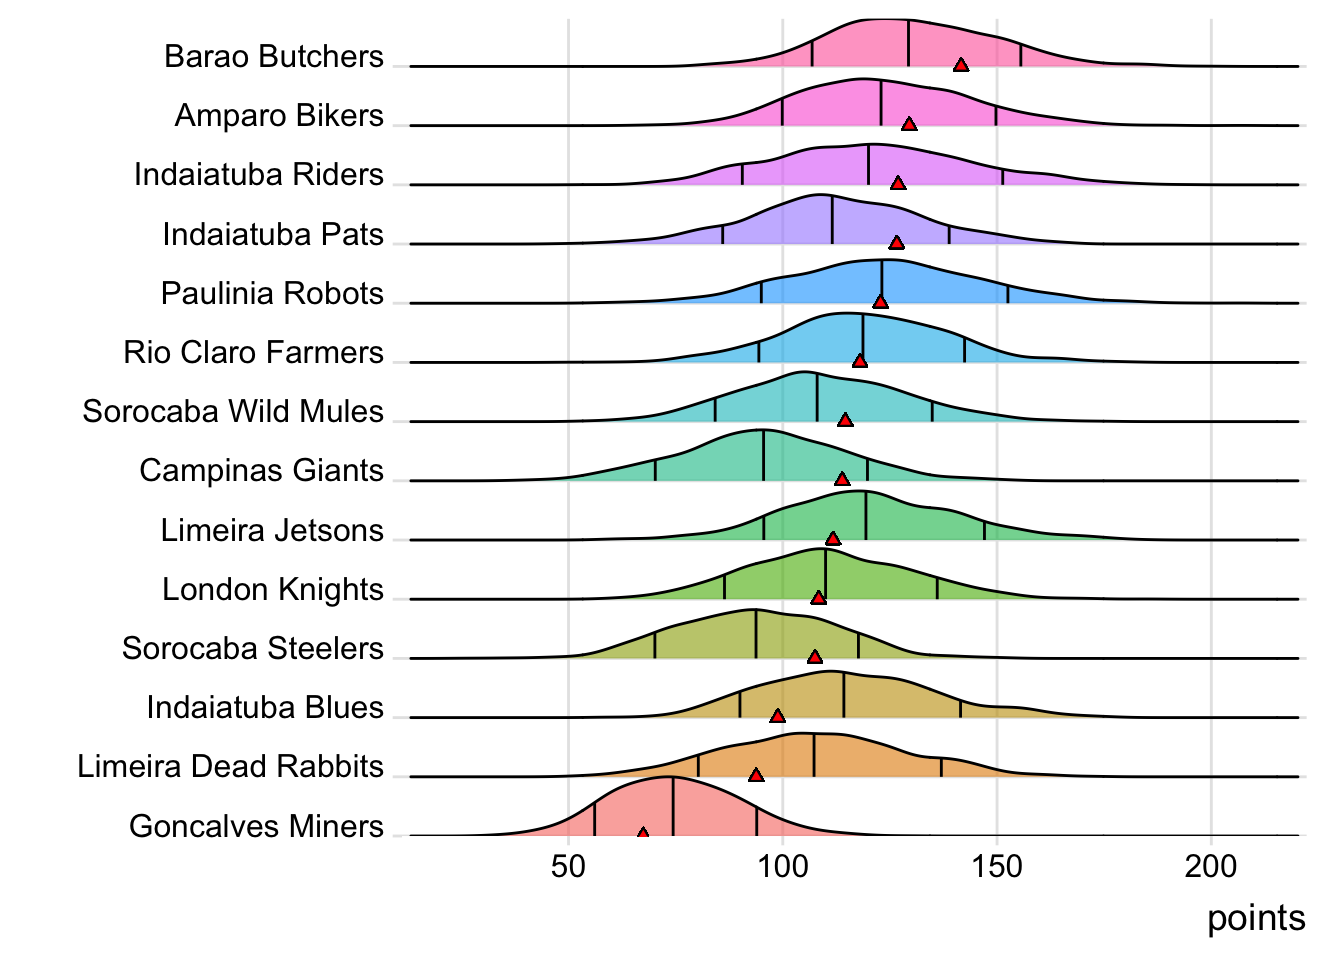 Barao Butchers
Amparo Bikers
Indaiatuba Riders
Indaiatuba Pats
Paulinia Robots
Rio Claro Farmers
Sorocaba Wild Mules
Campinas Giants
Limeira Jetsons
London Knights
Sorocaba Steelers
Indaiatuba Blues
Limeira Dead Rabbits
Goncalves Miners
50 100 150 200
points